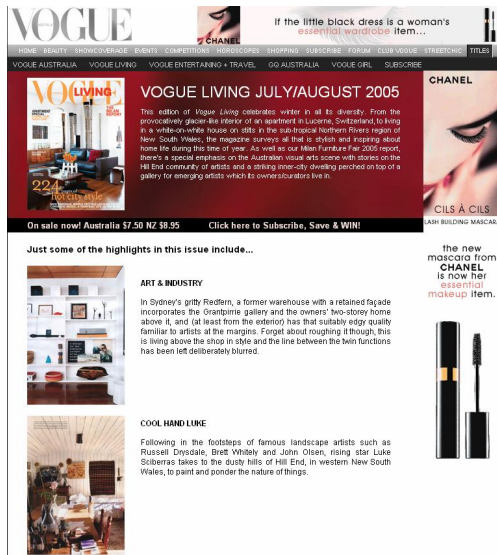 VOGUE
If the little black dress is a woman's
essential wardrobe item...
CHANEL
HOME BEAUTY SHOWCOVERAGE EVENTS COMPETITIONS HOROSCOPES SHOPPING SUBSCRIBE FORUM CLUB VOGUE STREETCHIC TITLES
VOGUE AUSTRALIA VOGUE LIVING VOGUE ENTERTAINING + TRAVEL GQ AUSTRALIA VOGUE GIRL SUBSCRIBE
VOGUE
LIVING
224
hot city style
VOGUE LIVING JULY/AUGUST 2005
This edition of Vogue Living celebrates winter in all its diversity. From the
provocatively glacier-like interior of an apartment in Lucerne, Switzerland, to living
in a white-on-white house on stilts in the sub-tropical Northern Rivers region of
New South Wales, the magazine surveys all that is stylish and inspiring about
home life during this time of year. As well as our Milan Furniture Fair 2005 report,
there's a special emphasis on the Australian visual arts scene with stories on the
Hill End community of artists and a striking inner-city dwelling perched on top of a
gallery for emerging artists which its owners/curators live in.
On sale now! Australia $7.50 NZ $8.95 Click here to Subscribe, Save & WIN!
CHANEL
CILS À CILS
LASH BUILDING MASCAR
the new
mascara from
CHANEL
is now her
essential
makeup item.
Just some of the highlights in this issue include...
ART & INDUSTRY
In Sydney's gritty Redfern, a former warehouse with a retained façade
incorporates the Grantpirrie gallery and the owners' two-storey home
above it, and (at least from the exterior) has that suitably edgy quality
familiar to artists at the margins. Forget about roughing it though, this
is living above the shop in style and the line between the twin functions
has been left deliberately blurred.
COOL HAND LUKE
Following in the footsteps of famous landscape artists such as
Russell Drysdale, Brett Whitely and John Olsen, rising star Luke
Sciberras takes to the dusty hills of Hill End, in western New South
Wales, to paint and ponder the nature of things.